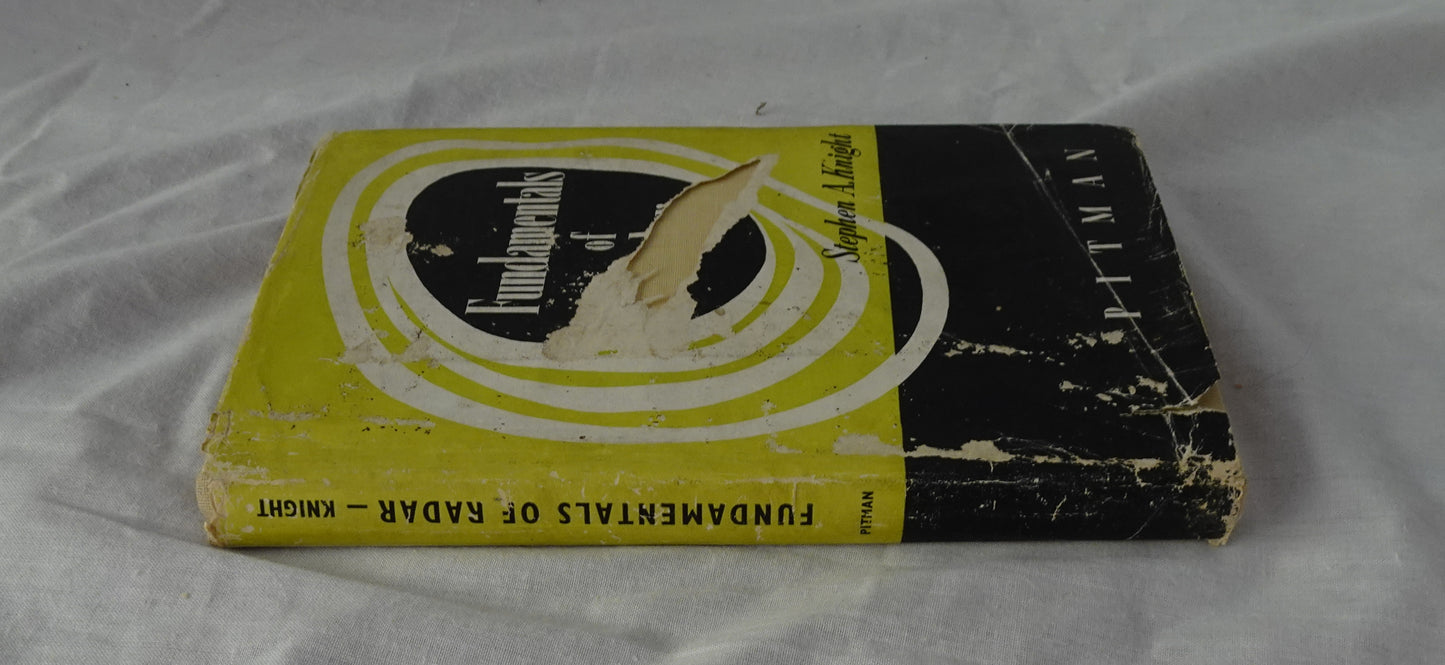 Fundamentals
of
Stephen A. Knight
PITMAN
FUNDAMENTALS OF RADAR — KNIGHT
PITMAN